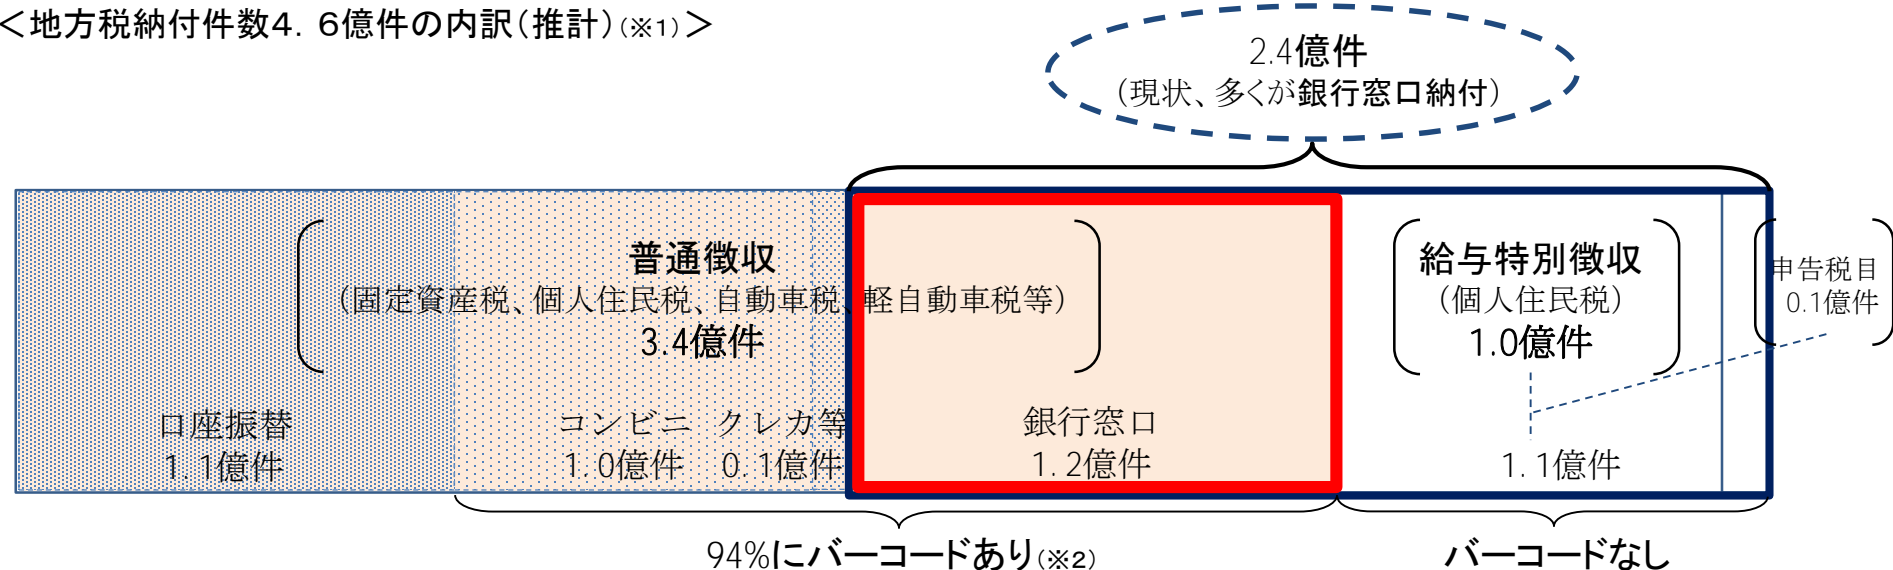 ＜地方税納付件数4．6億件の内訳（推計）（※1）＞
2.4億件
（現状、多くが銀行窓口納付）
普通徴収
（固定資産税、個人住民税、自動車税、軽自動車税等）
3.4億件
給与特別徴収
（個人住民税）
1.0億件
申告税目
0.1億件
口座振替
1.1億件
コンビニ
1.0億件
クレカ等
0.1億件
銀行窓口
1.2億件
1.1億件
94%にバーコードあり（※2）
バーコードなし